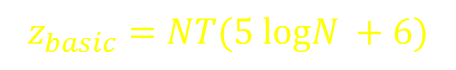 z_basic = NT(5 logN + 6)